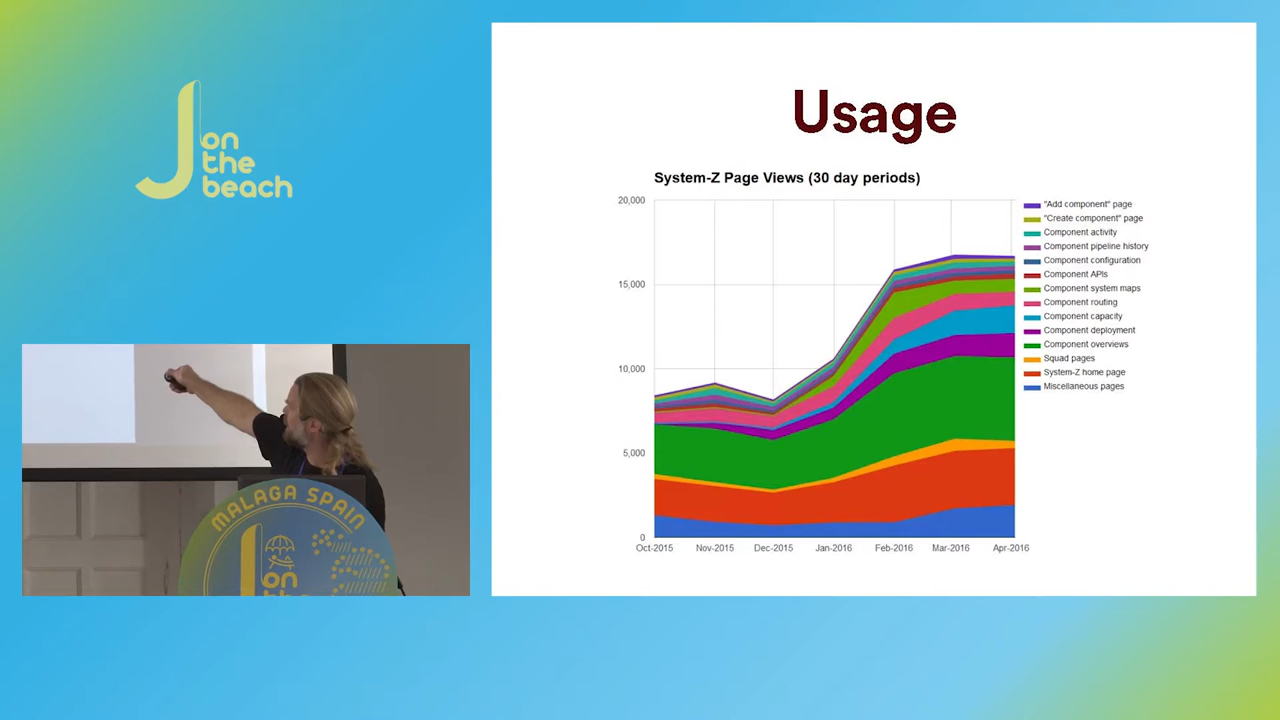 J on
the
beach
Usage
System-Z Page Views (30 day periods)
20,000
15,000
10,000
5,000
0
Oct-2015 Nov-2015 Dec-2015 Jan-2016 Feb-2016 Mar-2016 Apr-2016
"Add component" page
"Create component" page
Component activity
Component pipeline history
Component configuration
Component APIs
Component system maps
Component routing
Component capacity
Component deployment
Component overviews
Squad pages
System-Z home page
Miscellaneous pages
MALAGA SPAIN
J on